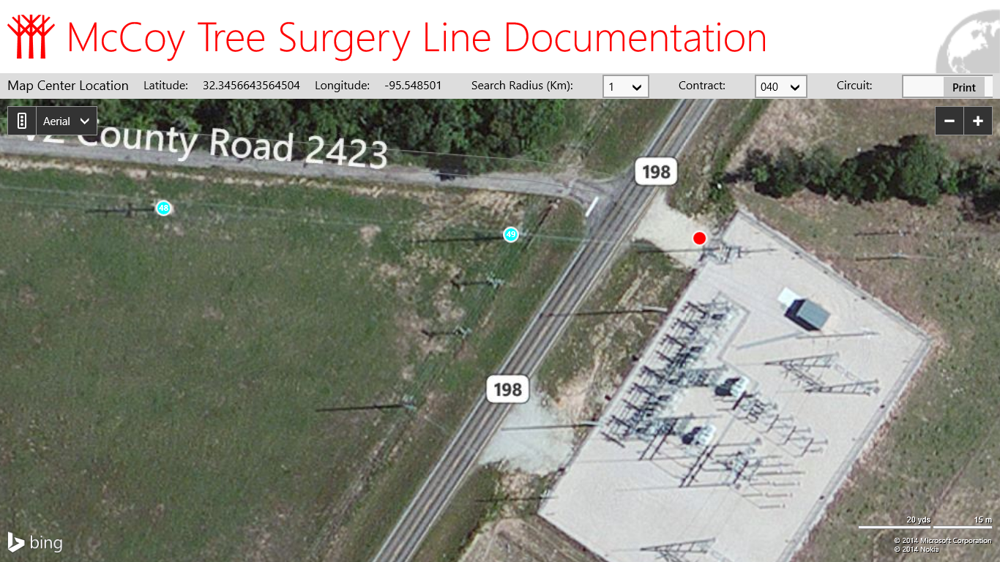 McCoy Tree Surgery Line Documentation
Map Center Location Latitude: 32.3456643564504 Longitude: -95.548501 Search Radius (Km): 1 Contract: 040 Circuit: Print
Aerial
VZ County Road 2423
198
48
49
198
20 yds 15 m
bing
© 2014 Microsoft Corporation
© 2014 Nokia